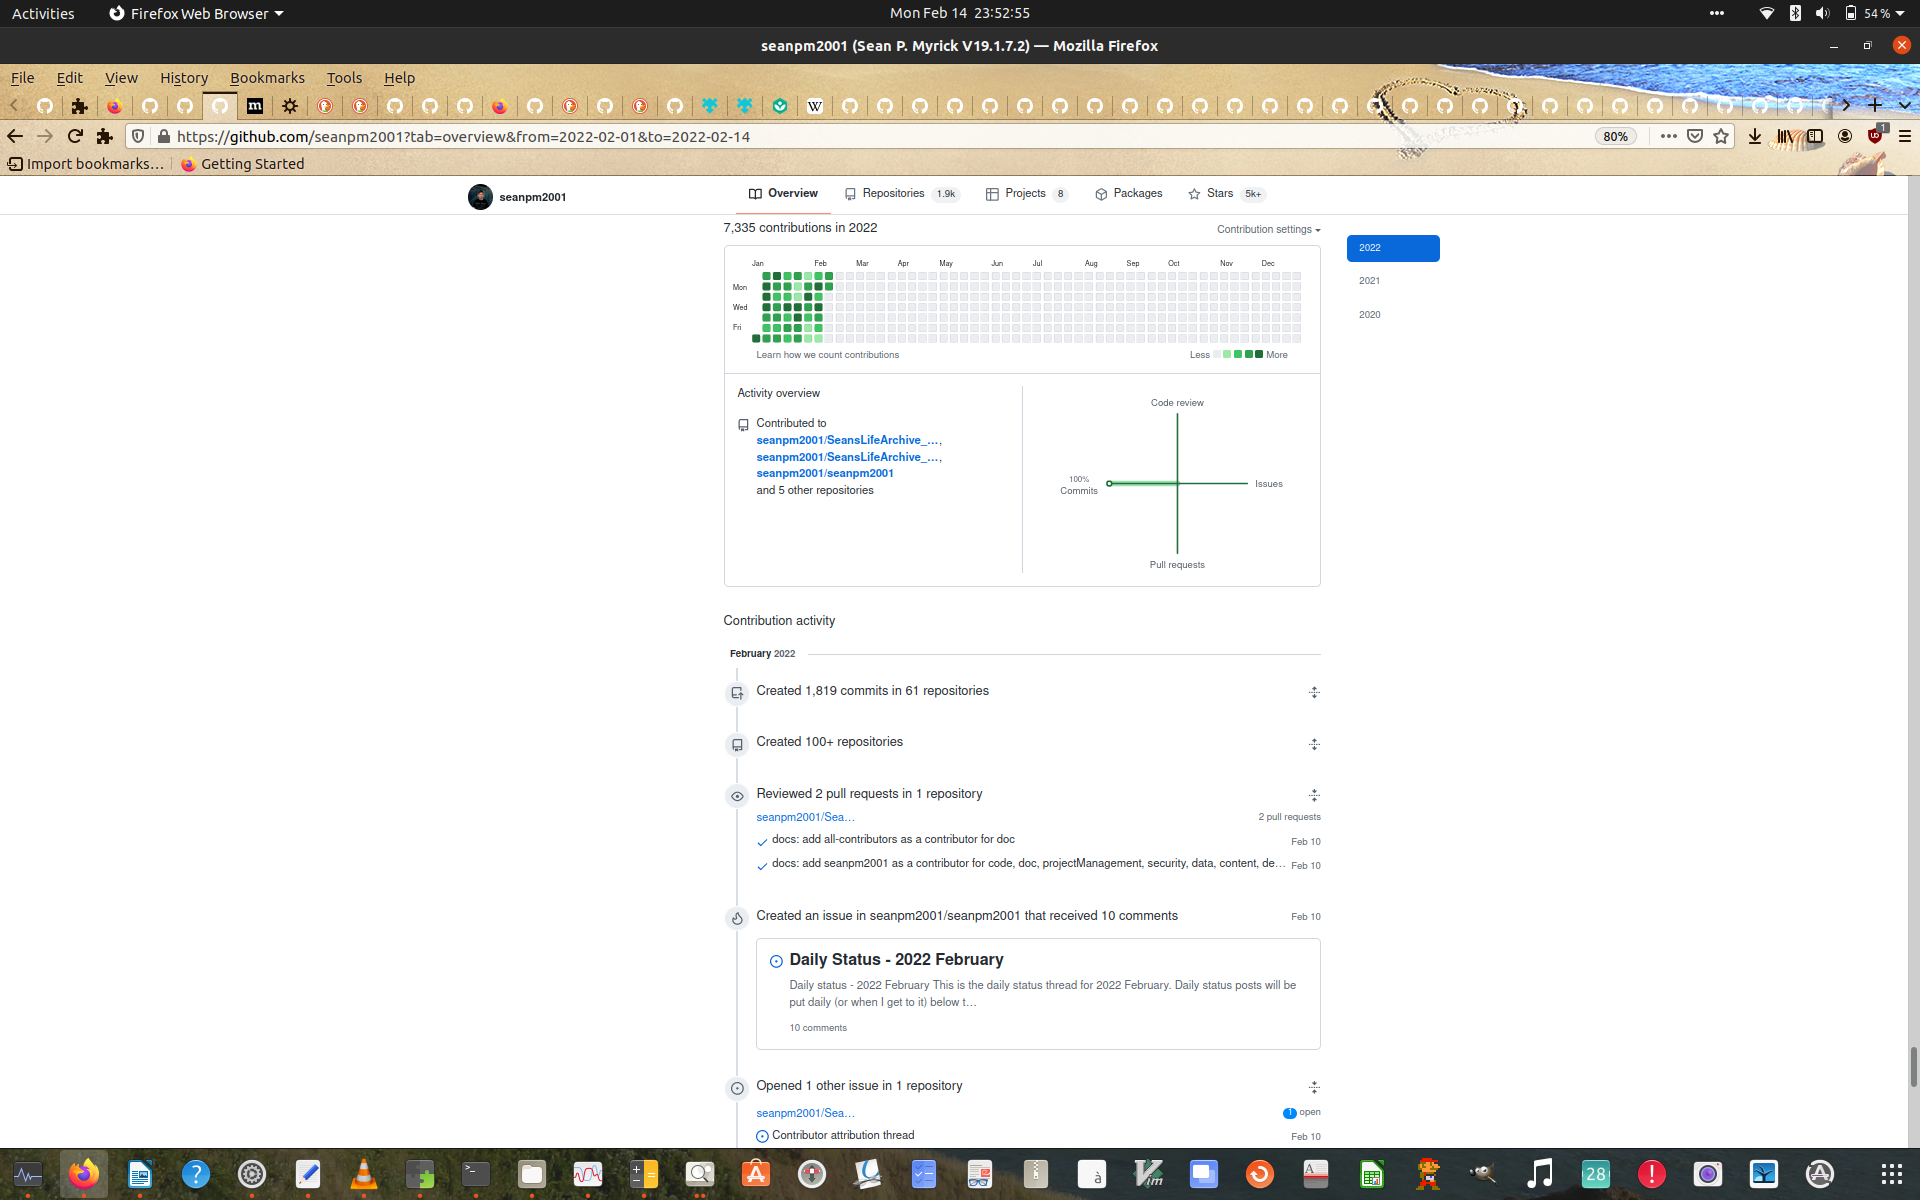 Activities
Firefox Web Browser
Mon Feb 14 23:52:55
54 %
seanpm2001 (Sean P. Myrick V19.1.7.2) — Mozilla Firefox
File Edit View History Bookmarks Tools Help
https://github.com/seanpm2001?tab=overview&from=2022-02-01&to=2022-02-14
80%
1
Import bookmarks…
Getting Started
seanpm2001
Overview
Repositories 1.9k
Projects 8
Packages
Stars 5k+
7,335 contributions in 2022
Contribution settings
2022
2021
2020
Jan Feb Mar Apr May Jun Jul Aug Sep Oct Nov Dec
Mon
Wed
Fri
Learn how we count contributions
Less
More
Activity overview
Contributed to
seanpm2001/SeansLifeArchive_…,
seanpm2001/SeansLifeArchive_…,
seanpm2001/seanpm2001
and 5 other repositories
Code review
100%
Commits
Issues
Pull requests
Contribution activity
February 2022
Created 1,819 commits in 61 repositories
Created 100+ repositories
Reviewed 2 pull requests in 1 repository
seanpm2001/Sea…
2 pull requests
docs: add all-contributors as a contributor for doc
Feb 10
docs: add seanpm2001 as a contributor for code, doc, projectManagement, security, data, content, de…
Feb 10
Created an issue in seanpm2001/seanpm2001 that received 10 comments
Feb 10
Daily Status - 2022 February
Daily status - 2022 February This is the daily status thread for 2022 February. Daily status posts will be
put daily (or when I get to it) below t…
10 comments
Opened 1 other issue in 1 repository
seanpm2001/Sea…
1 open
Contributor attribution thread
Feb 10
28